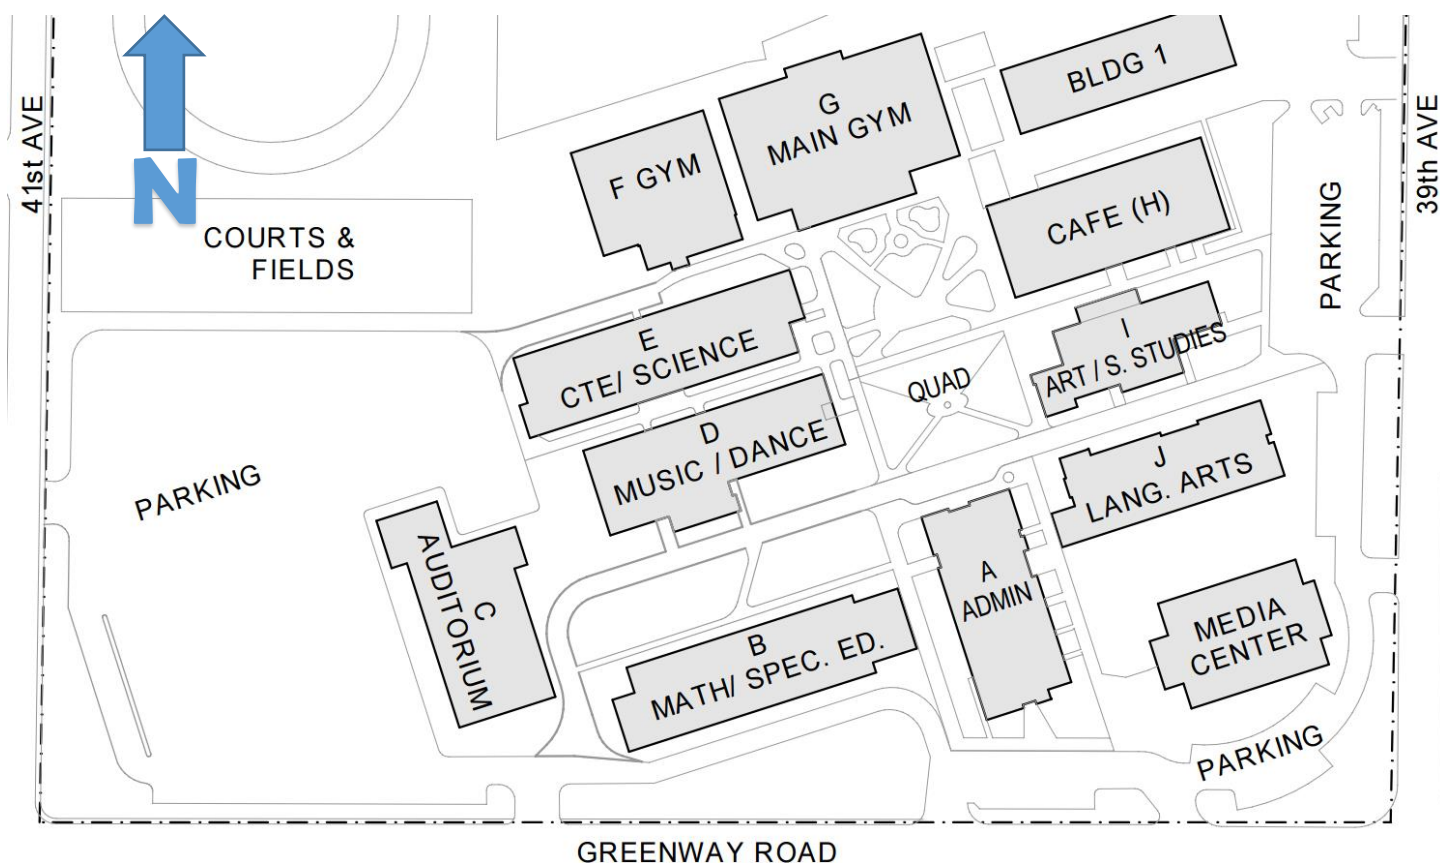 N
41st AVE
COURTS &
FIELDS
F GYM
G
MAIN GYM
BLDG 1
CAFE (H)
PARKING
39th AVE
E
CTE/ SCIENCE
QUAD
I
ART / S. STUDIES
D
MUSIC / DANCE
J
LANG. ARTS
PARKING
C
AUDITORIUM
A
ADMIN
B
MATH/ SPEC. ED.
MEDIA
CENTER
PARKING
GREENWAY ROAD